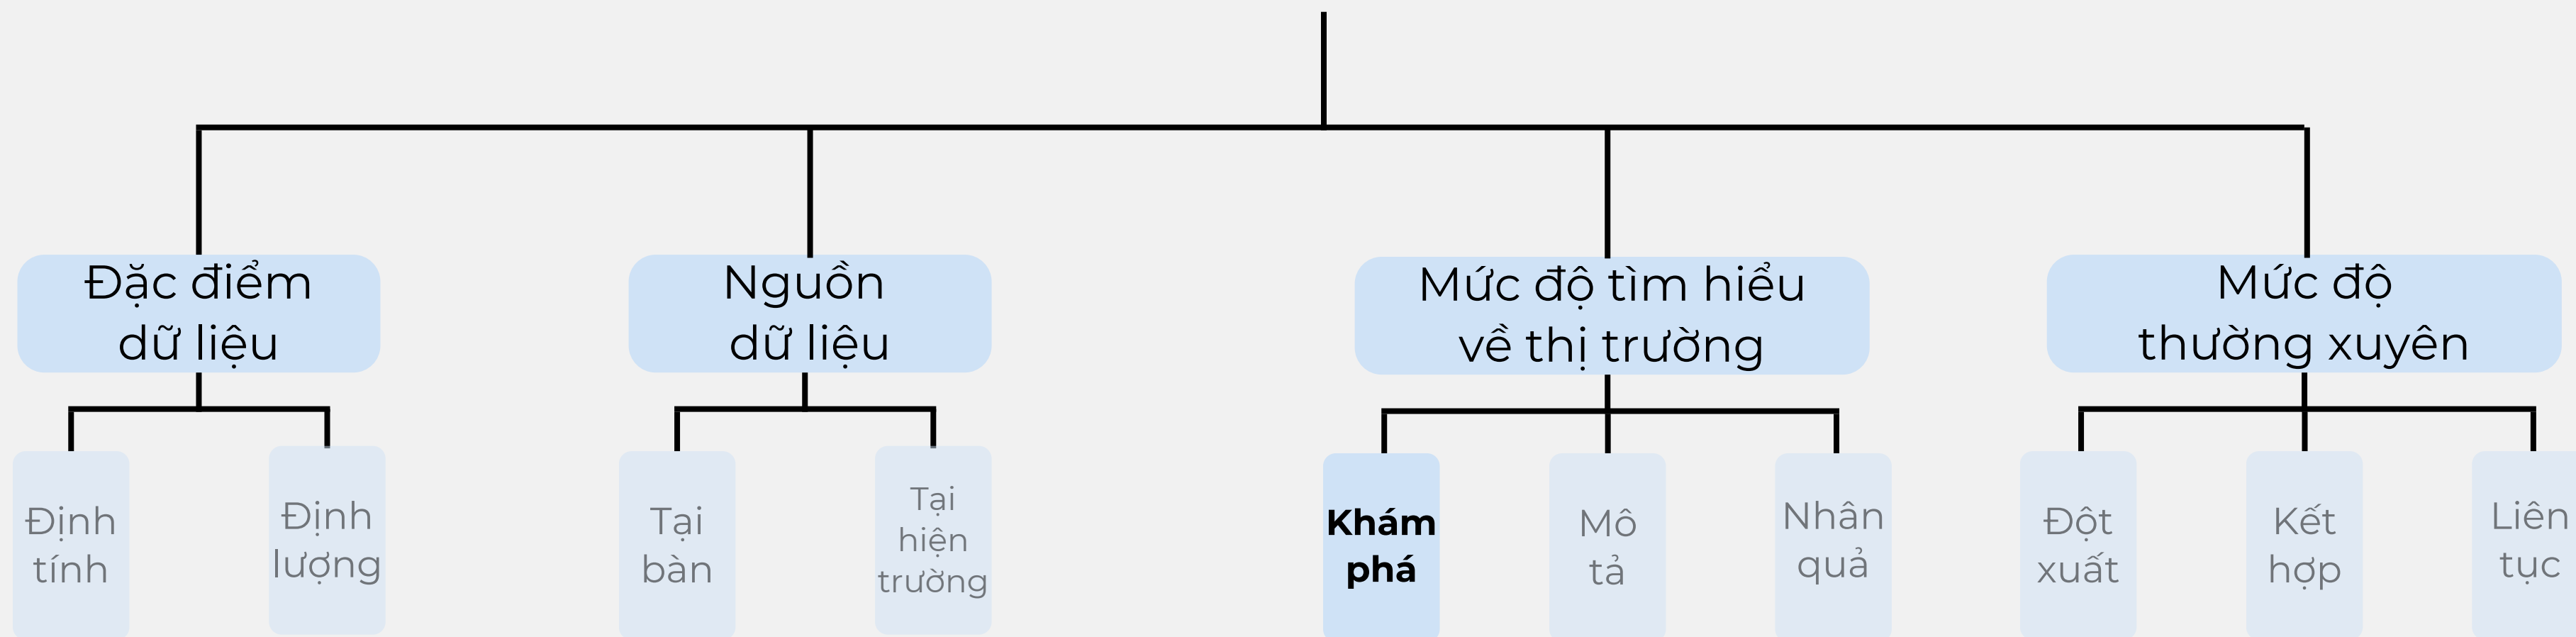 Đặc điểm
dữ liệu
Nguồn
dữ liệu
Mức độ tìm hiểu
về thị trường
Mức độ
thường xuyên
Định
tính
Định
lượng
Tại
bàn
Tại
hiện
trường
Khám
phá
Mô
tả
Nhân
quả
Đột
xuất
Kết
hợp
Liên
tục